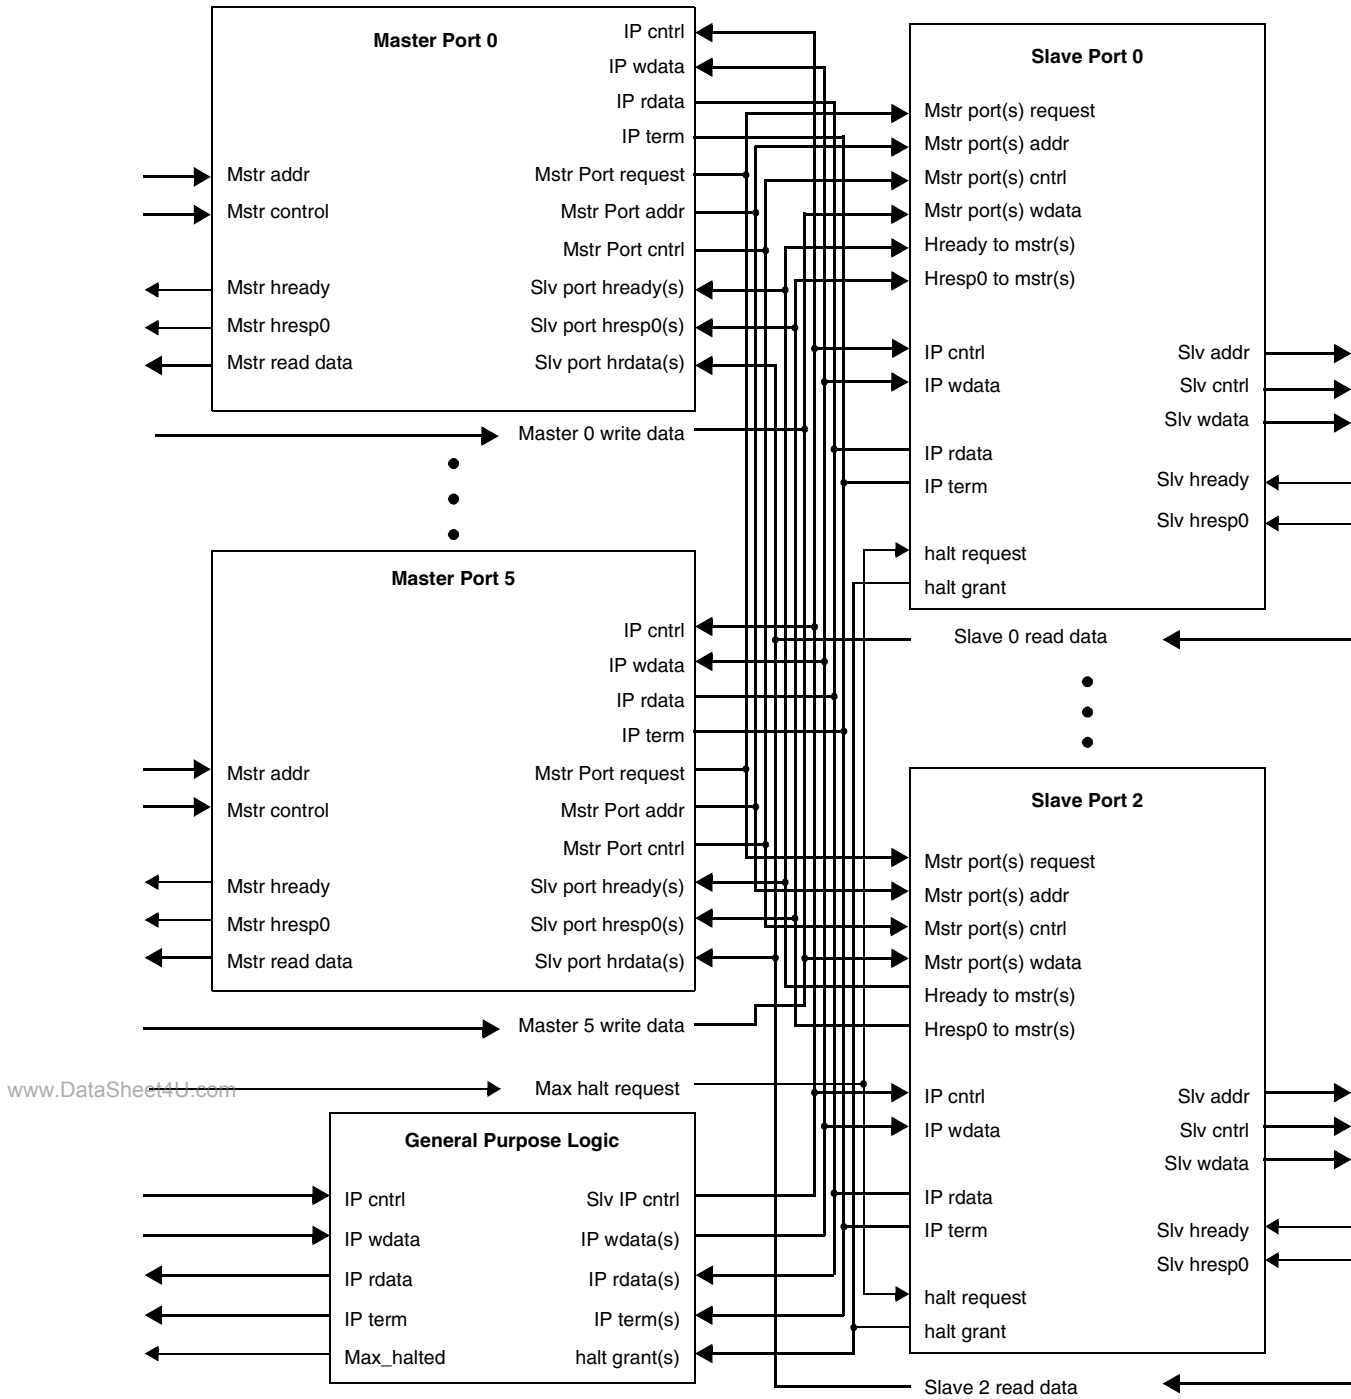 Master Port 0
IP cntrl
IP wdata
IP rdata
IP term
Mstr addr
Mstr Port request
Mstr control
Mstr Port addr
Mstr Port cntrl
Mstr hready
Slv port hready(s)
Mstr hresp0
Slv port hresp0(s)
Mstr read data
Slv port hrdata(s)
Master 0 write data
Master Port 5
IP cntrl
IP wdata
IP rdata
IP term
Mstr addr
Mstr Port request
Mstr control
Mstr Port addr
Mstr Port cntrl
Mstr hready
Slv port hready(s)
Mstr hresp0
Slv port hresp0(s)
Mstr read data
Slv port hrdata(s)
Master 5 write data
www.DataSheet4U.com
Max halt request
General Purpose Logic
IP cntrl
Slv IP cntrl
IP wdata
IP wdata(s)
IP rdata
IP rdata(s)
IP term
IP term(s)
Max_halted
halt grant(s)
Slave Port 0
Mstr port(s) request
Mstr port(s) addr
Mstr port(s) cntrl
Mstr port(s) wdata
Hready to mstr(s)
Hresp0 to mstr(s)
IP cntrl
Slv addr
IP wdata
Slv cntrl
Slv wdata
IP rdata
Slv hready
IP term
Slv hresp0
halt request
halt grant
Slave 0 read data
Slave Port 2
Mstr port(s) request
Mstr port(s) addr
Mstr port(s) cntrl
Mstr port(s) wdata
Hready to mstr(s)
Hresp0 to mstr(s)
IP cntrl
Slv addr
IP wdata
Slv cntrl
Slv wdata
IP rdata
IP term
Slv hready
Slv hresp0
halt request
halt grant
Slave 2 read data